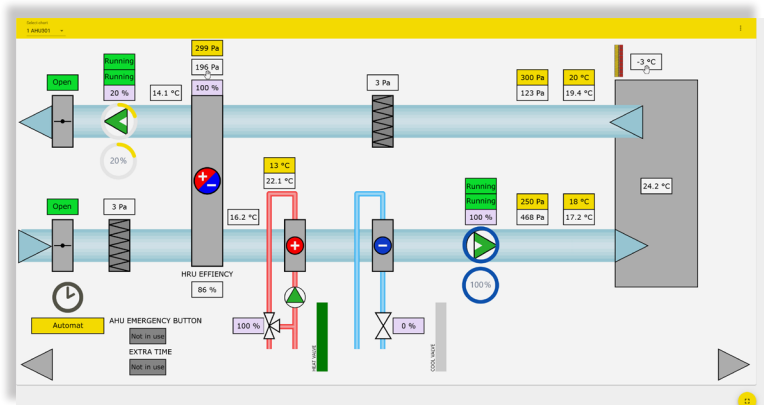 Select chart
1 AHU301
299 Pa
196 Pa
100 %
Running
Running
20 %
Open
14.1 °C
20%
3 Pa
300 Pa
123 Pa
20 °C
19.4 °C
-3 °C
24.2 °C
13 °C
22.1 °C
Open
3 Pa
16.2 °C
Running
Running
100 %
250 Pa
468 Pa
18 °C
17.2 °C
100%
HRU EFFIENCY
86 %
Automat
AHU EMERGENCY BUTTON
Not in use
EXTRA TIME
Not in use
100 %
HEAT VALVE
0 %
COOL VALVE